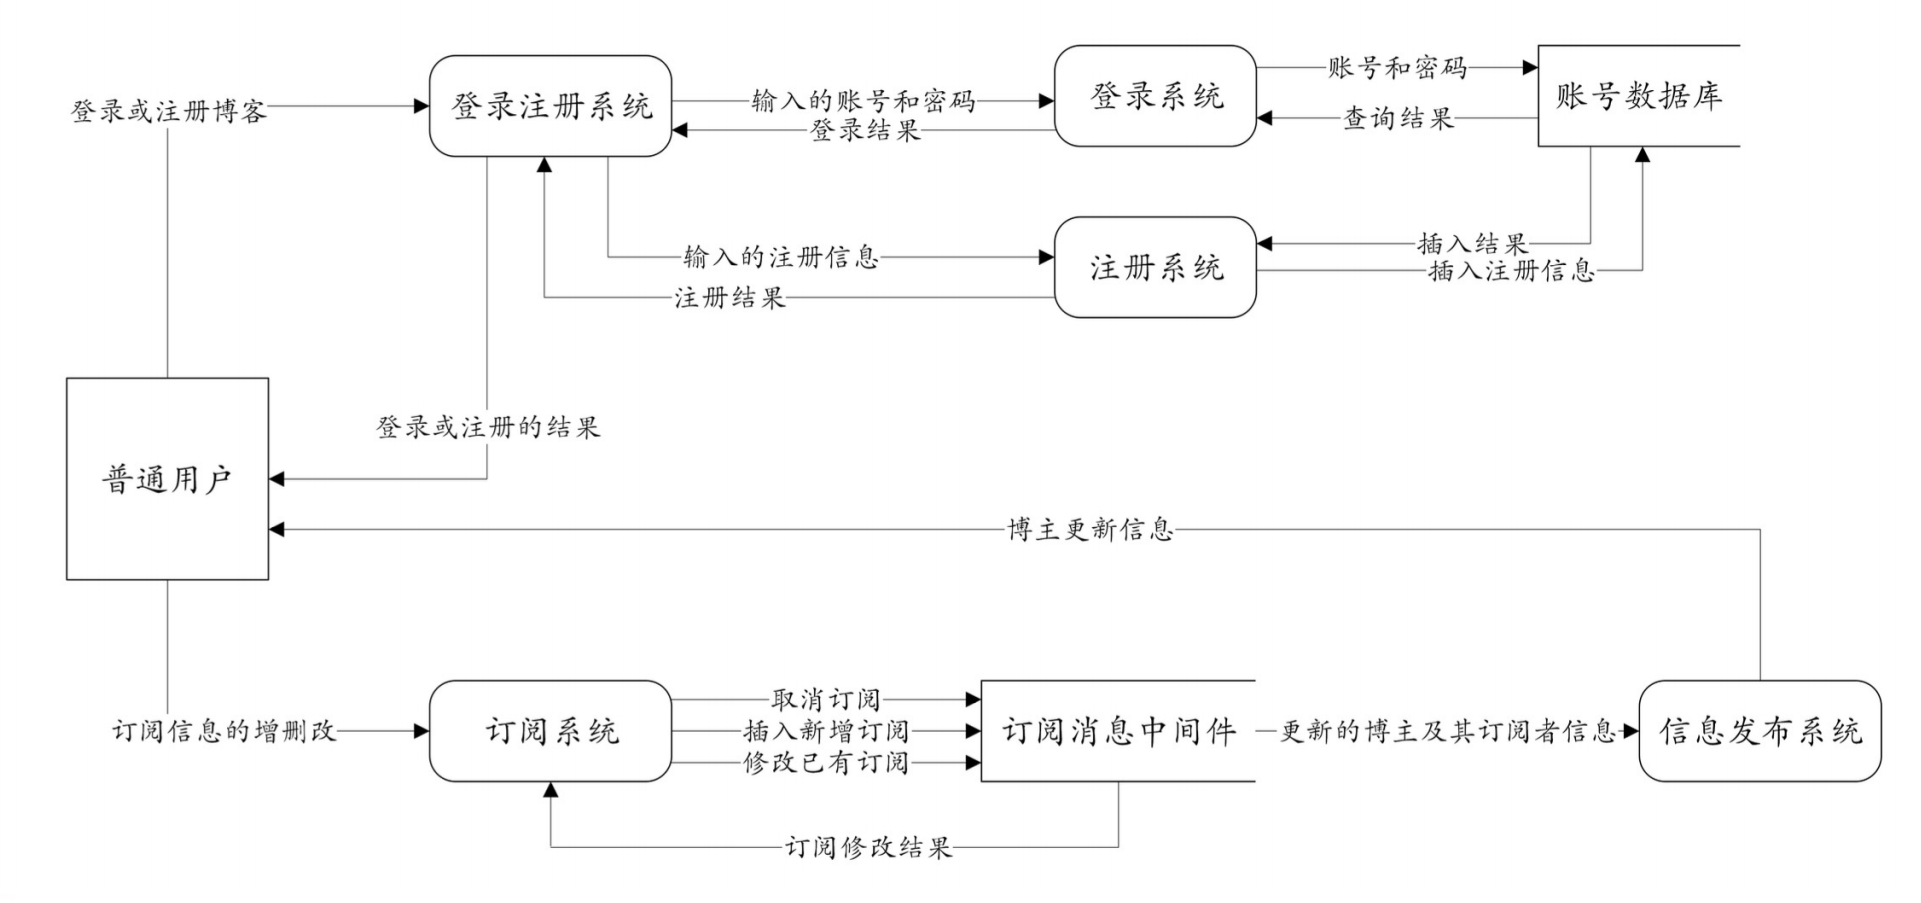 登录或注册博客
登录注册系统
输入的账号和密码
登录结果
登录系统
账号和密码
查询结果
账号数据库
输入的注册信息
注册结果
注册系统
插入结果
插入注册信息
登录或注册的结果
普通用户
博主更新信息
订阅信息的增删改
订阅系统
取消订阅
插入新增订阅
修改已有订阅
订阅消息中间件
更新的博主及其订阅者信息
信息发布系统
订阅修改结果